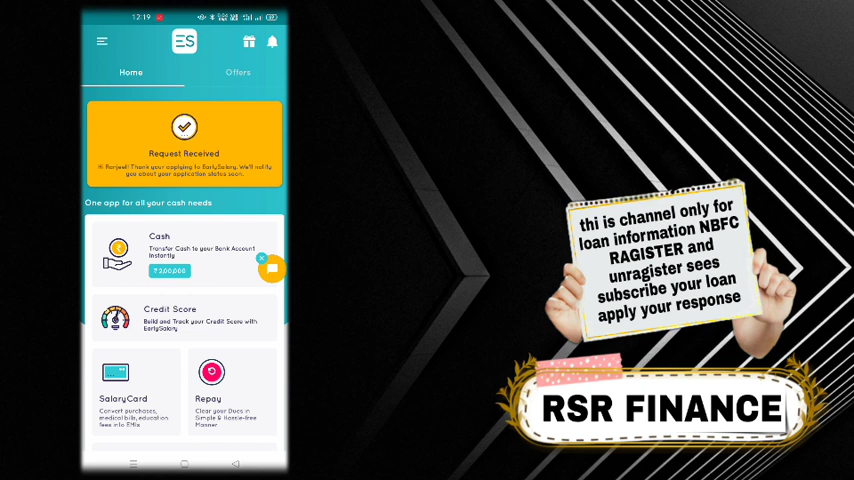 12:19
ES
Home
Offers
Request Received
Hi Ranjeet! Thank your applying to EarlySalary. We'll notify
you about your application status soon.
One app for all your cash needs
Cash
Transfer Cash to your Bank Account
Instantly
₹2,00,000
Credit Score
Build and Track your Credit Score with
EarlySalary
SalaryCard
Convert purchases,
medical bills, education
fees into EMIs
Repay
Clear your Dues in
Simple & Hassle-free
Manner
thi is channel only for
loan information NBFC
RAGISTER and
unragister sees
subscribe your loan
apply your response
RSR FINANCE